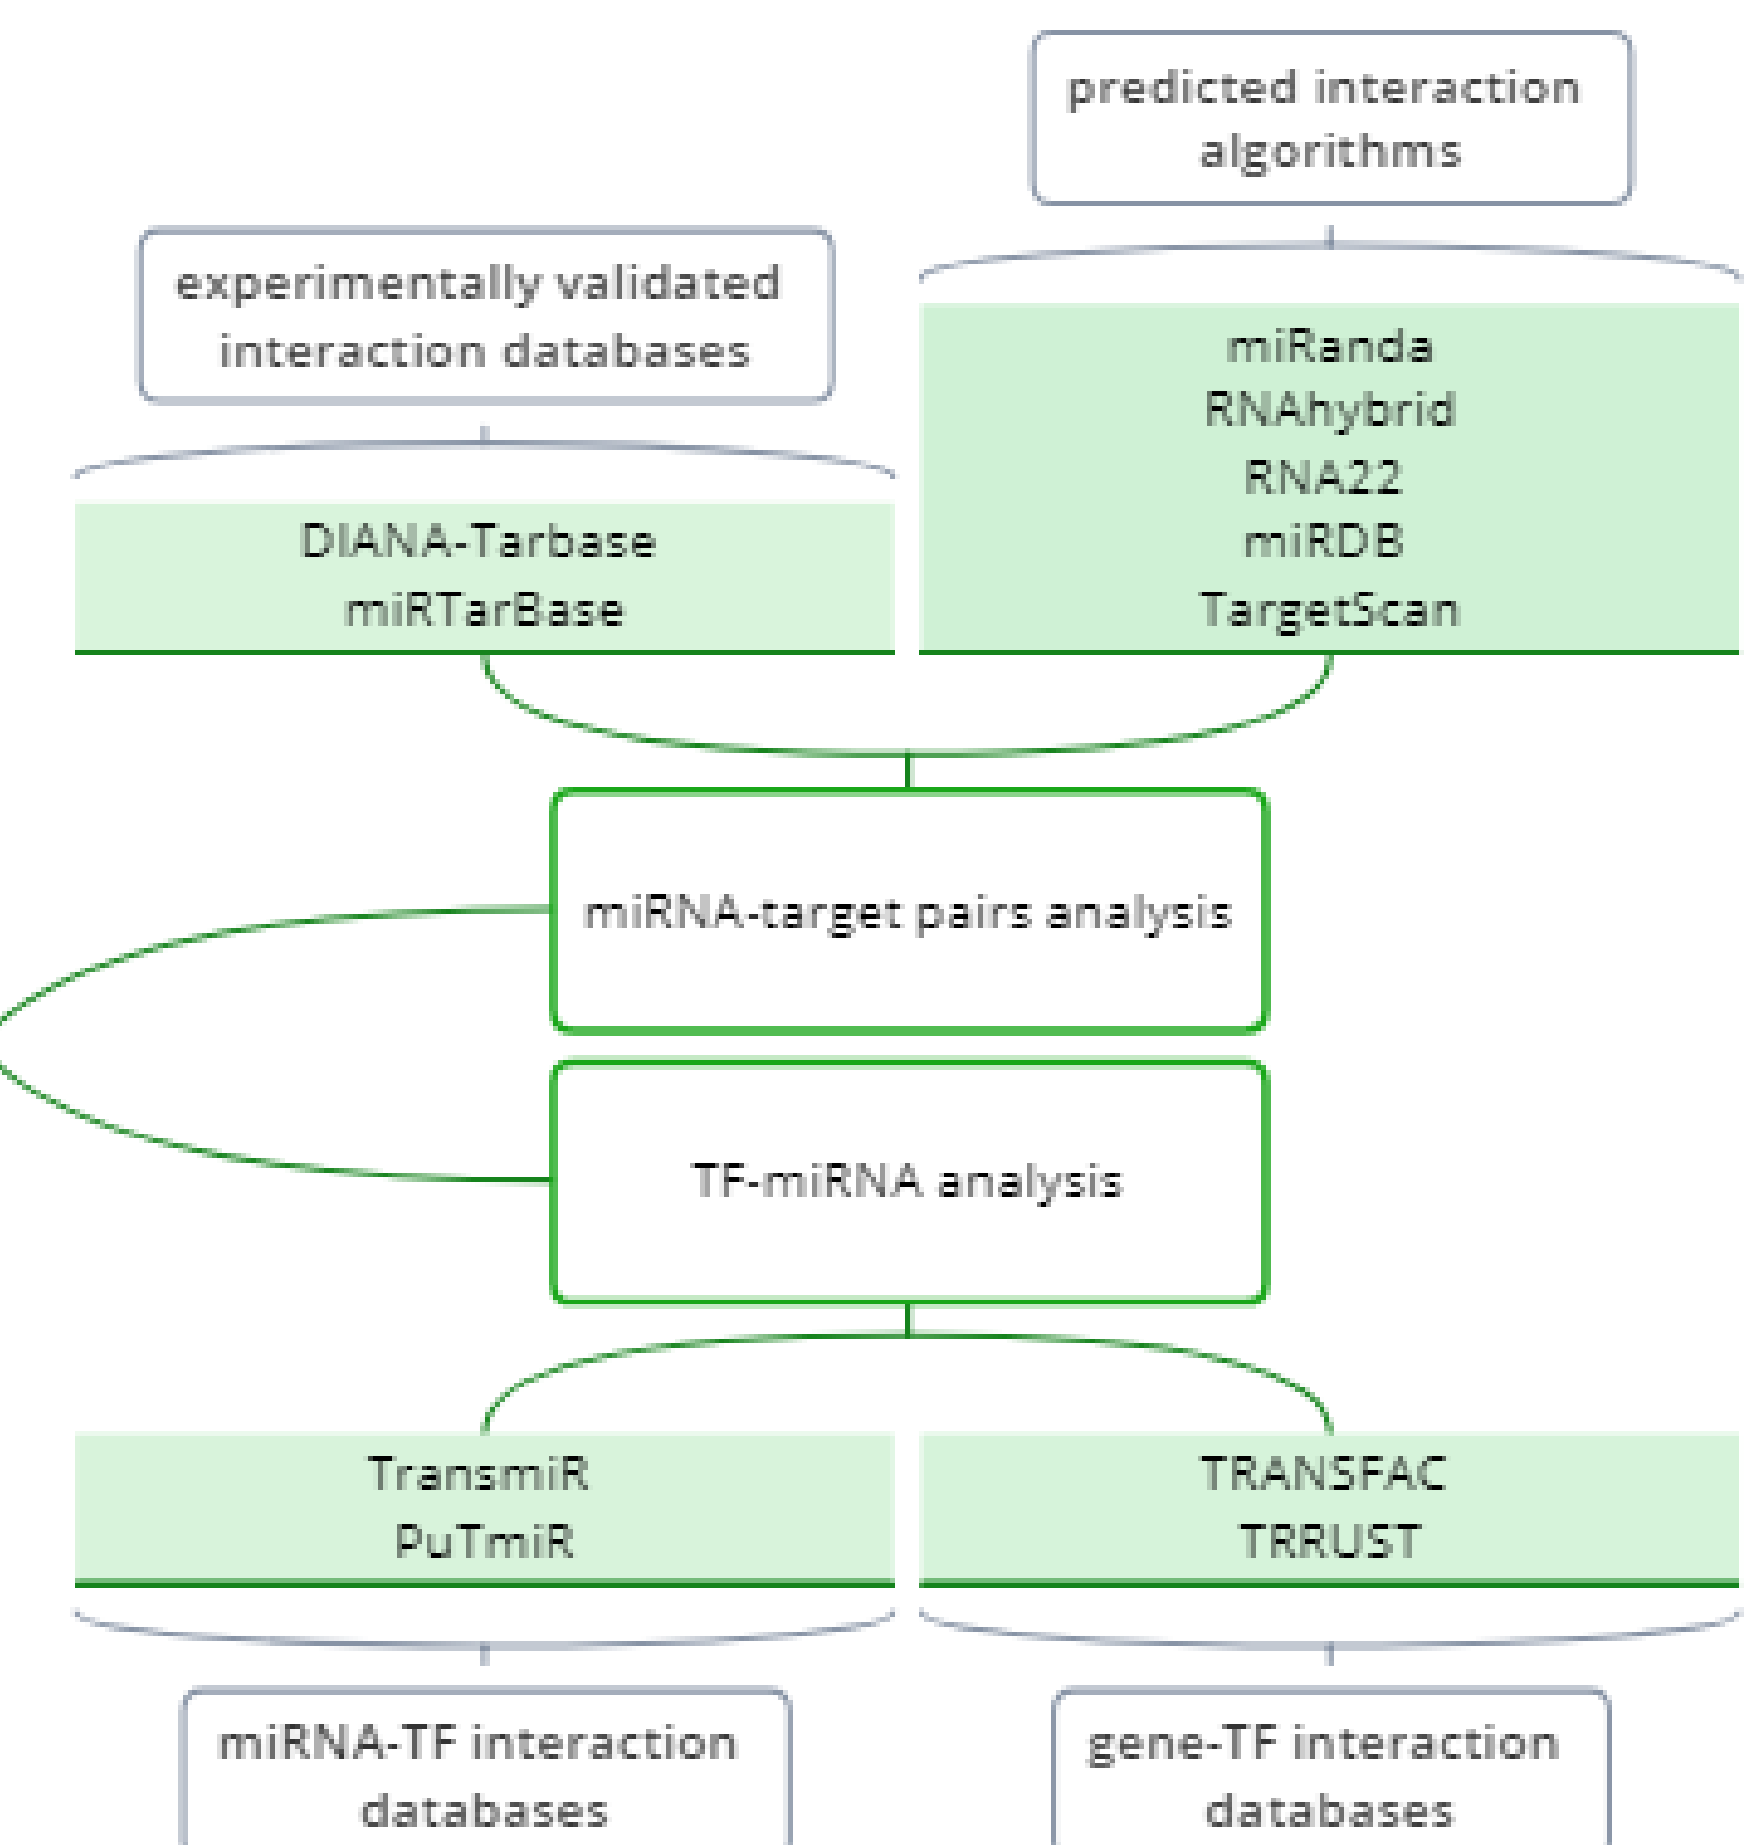 predicted interaction
algorithms
experimentally validated
interaction databases
miRanda
RNAhybrid
RNA22
miRDB
TargetScan
DIANA-Tarbase
miRTarBase
miRNA-target pairs analysis
TF-miRNA analysis
TransmiR
PuTmiR
TRANSFAC
TRRUST
miRNA-TF interaction
databases
gene-TF interaction
databases